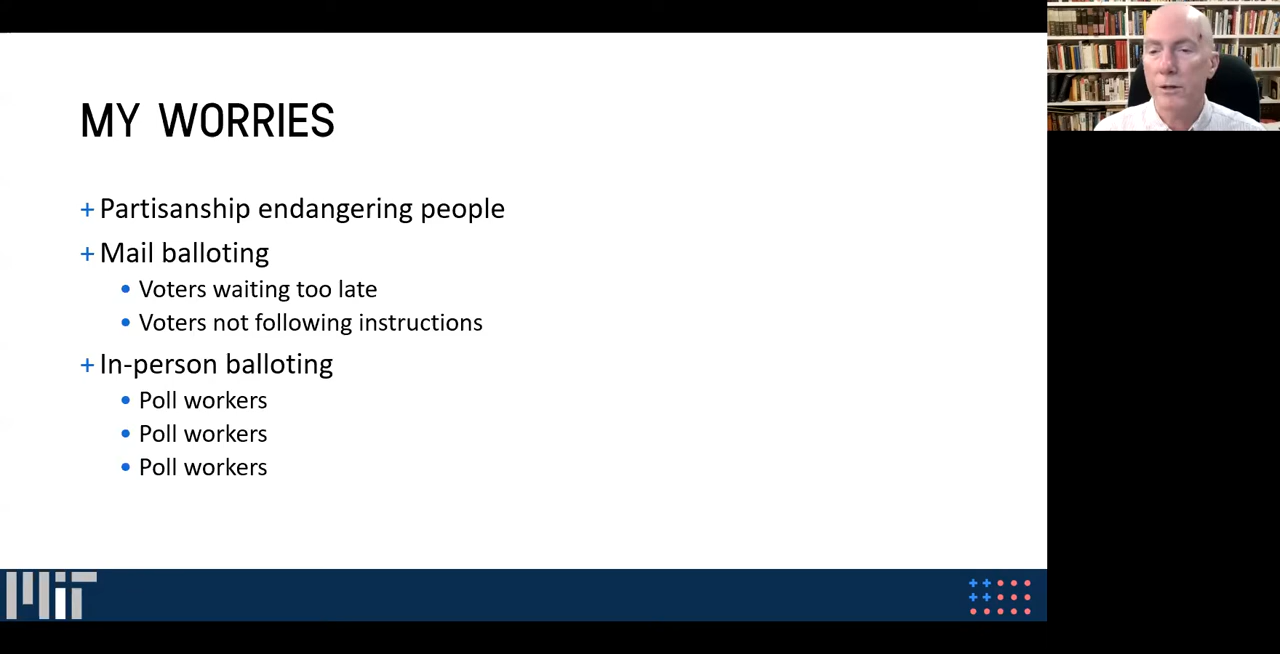 MY WORRIES
+ Partisanship endangering people
+ Mail balloting
• Voters waiting too late
• Voters not following instructions
+ In-person balloting
• Poll workers
• Poll workers
• Poll workers
MIT